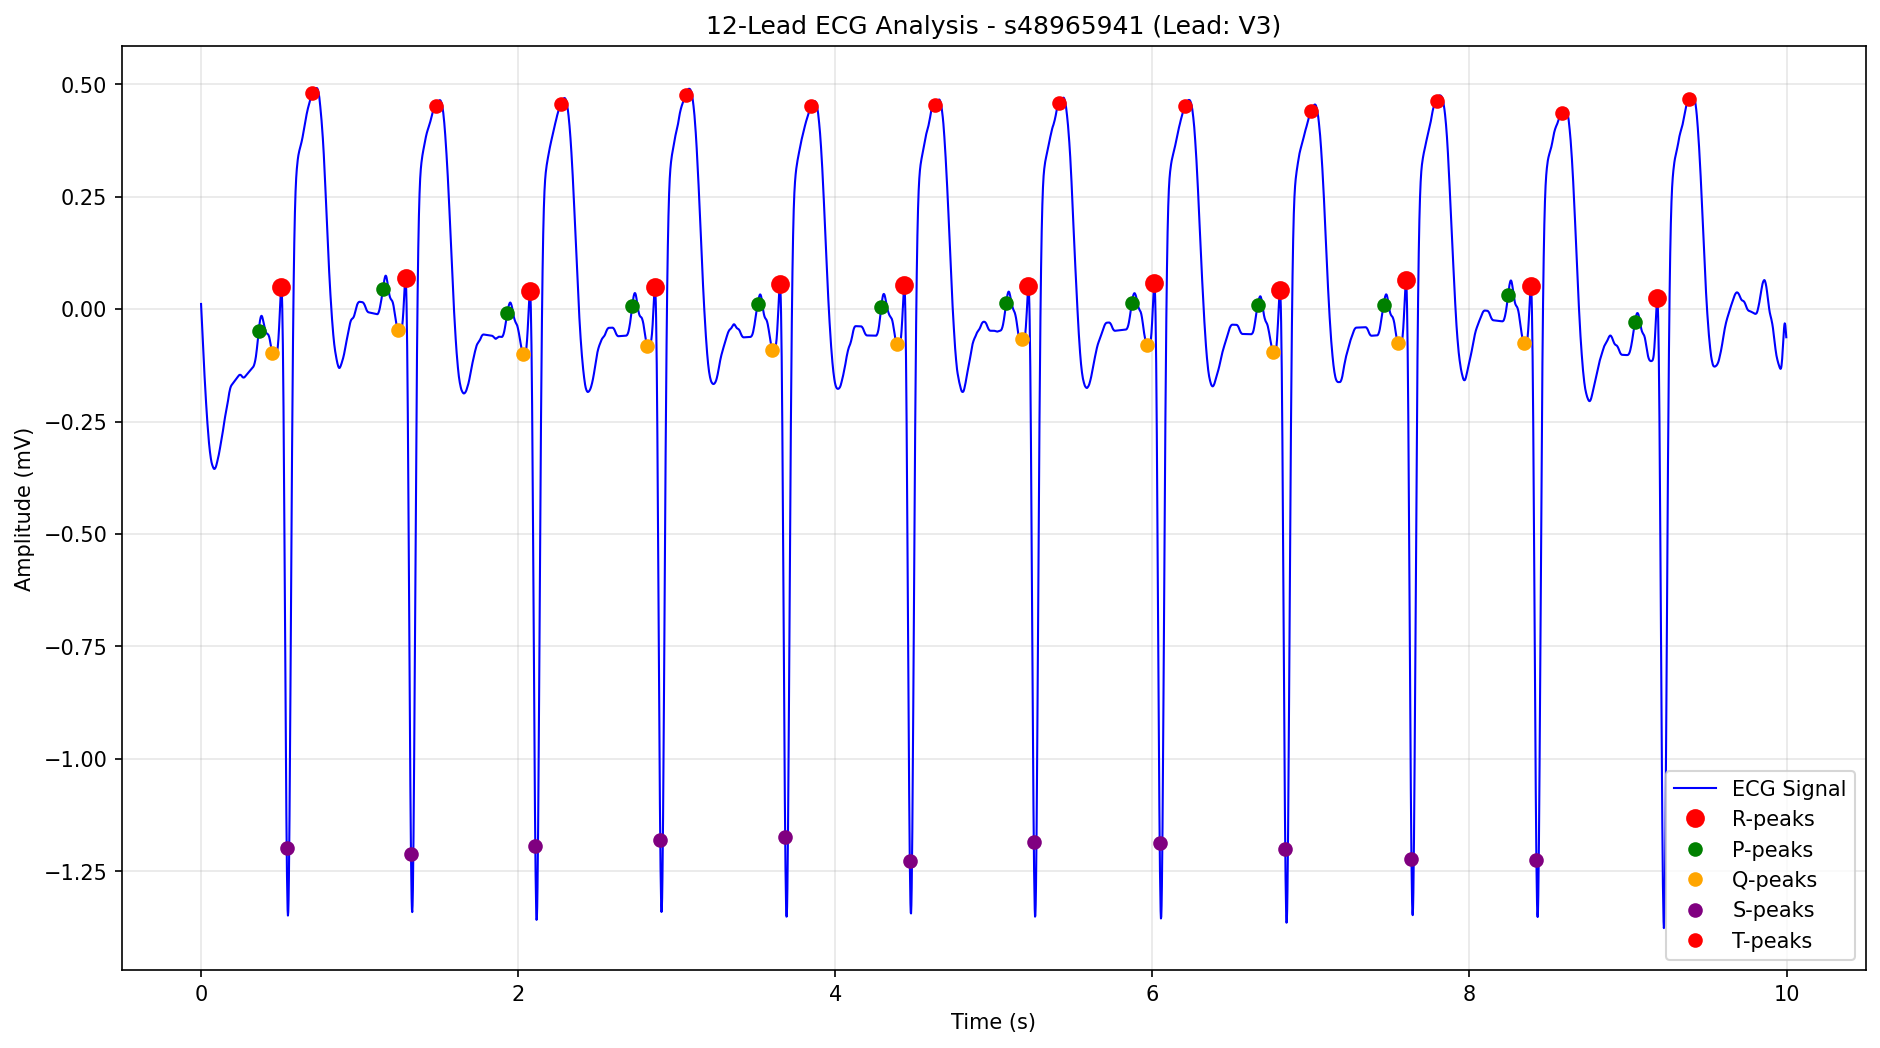 12-Lead ECG Analysis - s48965941 (Lead: V3)
0.50
0.25
0.00
−0.25
−0.50
−0.75
−1.00
−1.25
Amplitude (mV)
0 2 4 6 8 10
Time (s)
ECG Signal
R-peaks
P-peaks
Q-peaks
S-peaks
T-peaks